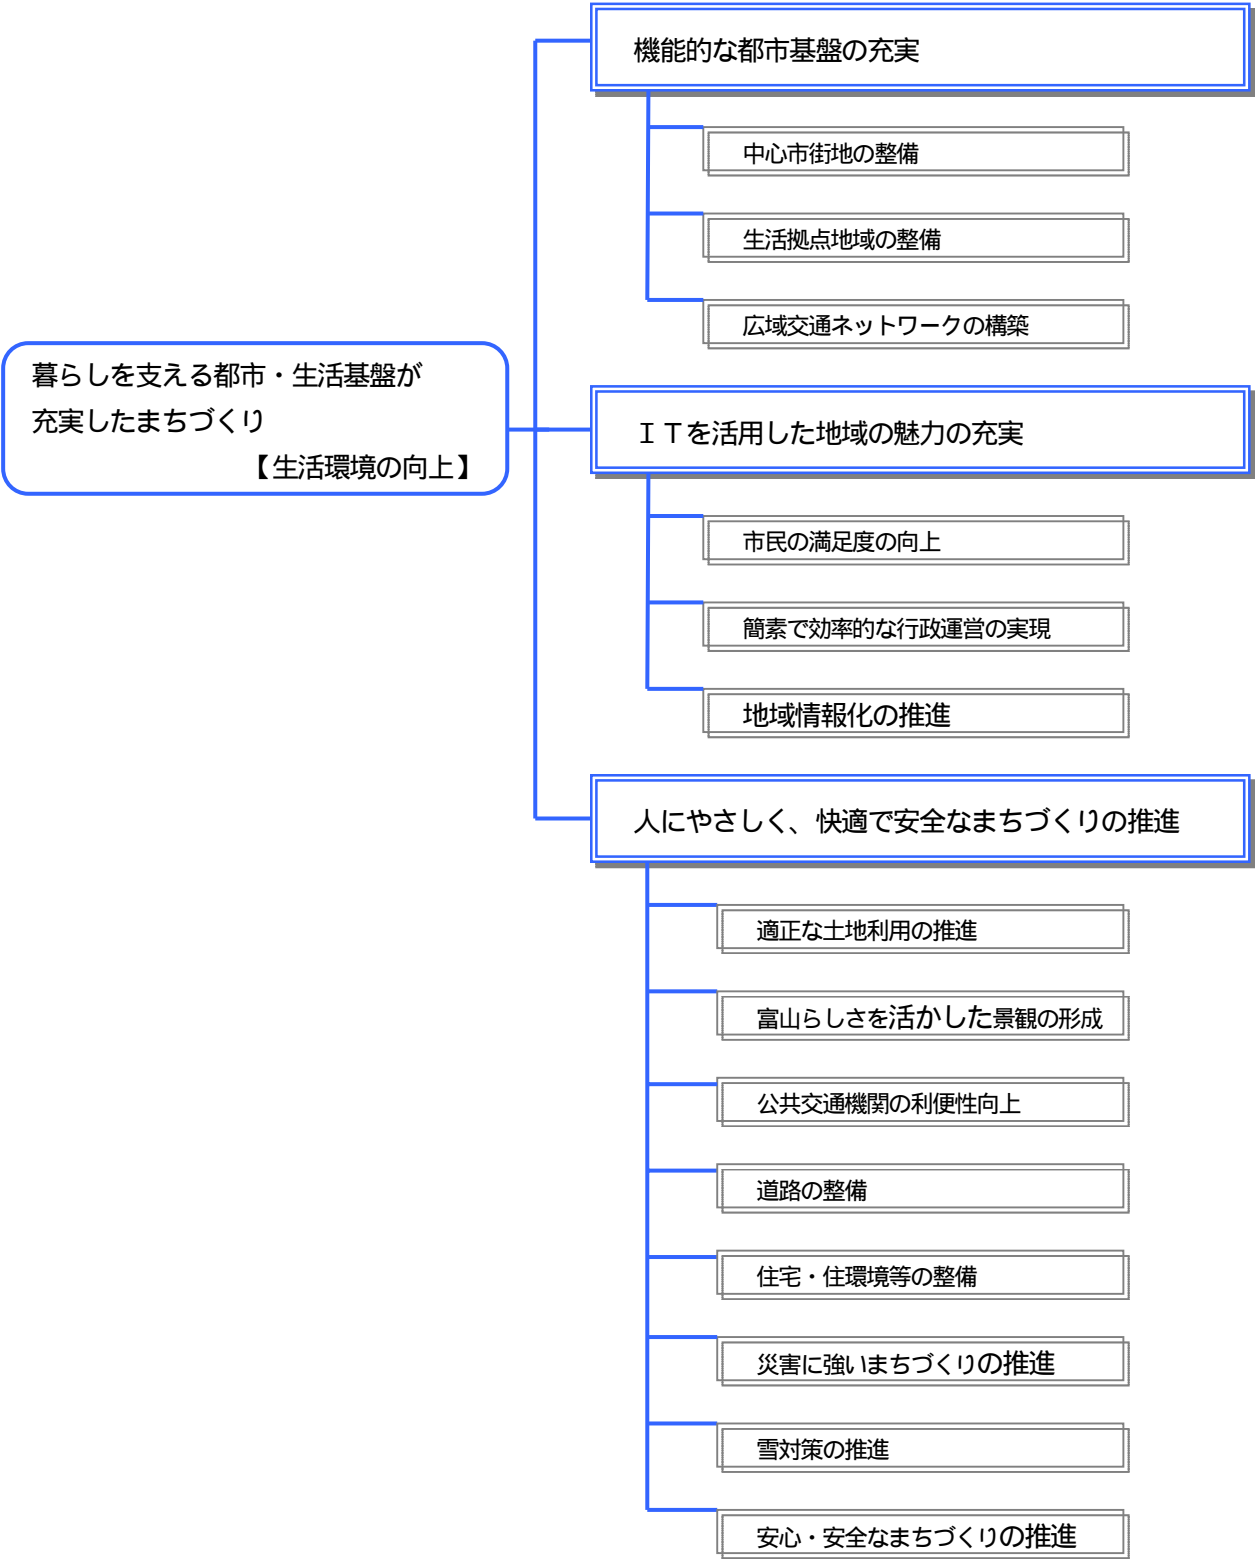 機能的な都市基盤の充実
中心市街地の整備
生活拠点地域の整備
広域交通ネットワークの構築
暮らしを支える都市・生活基盤が
充実したまちづくり
【生活環境の向上】
ＩＴを活用した地域の魅力の充実
市民の満足度の向上
簡素で効率的な行政運営の実現
地域情報化の推進
人にやさしく、快適で安全なまちづくりの推進
適正な土地利用の推進
富山らしさを活かした景観の形成
公共交通機関の利便性向上
道路の整備
住宅・住環境等の整備
災害に強いまちづくりの推進
雪対策の推進
安心・安全なまちづくりの推進